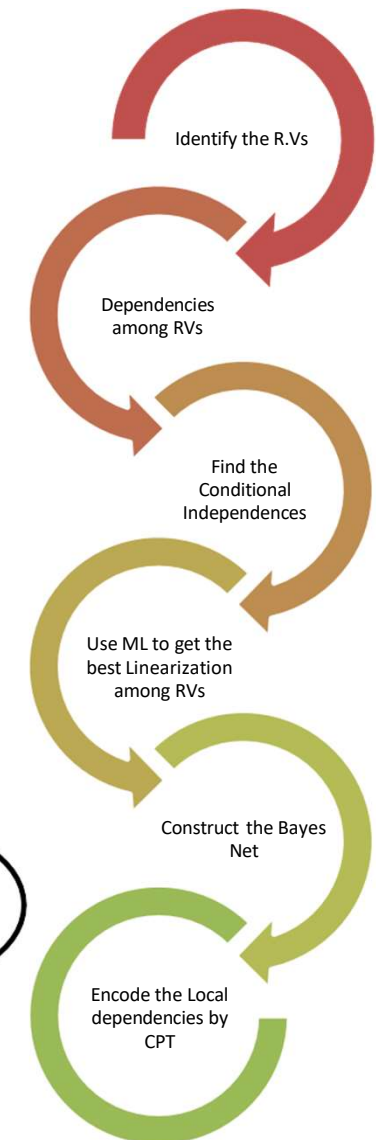 Identify the R.Vs
Dependencies
among RVs
Find the
Conditional
Independences
Use ML to get the
best Linearization
among RVs
Construct the Bayes
Net
Encode the Local
dependencies by
CPT